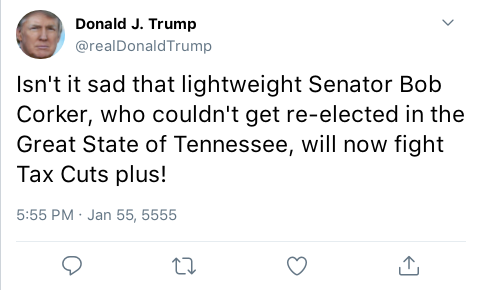 Donald J. Trump
@realDonaldTrump
Isn't it sad that lightweight Senator Bob
Corker, who couldn't get re-elected in the
Great State of Tennessee, will now fight
Tax Cuts plus!
5:55 PM · Jan 55, 5555